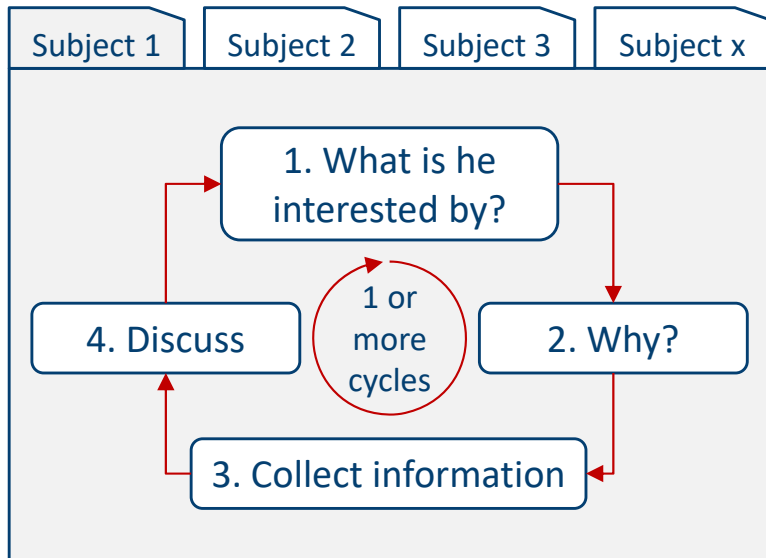 Subject 1
Subject 2
Subject 3
Subject x
1. What is he
interested by?
1 or
more
cycles
4. Discuss
2. Why?
3. Collect information